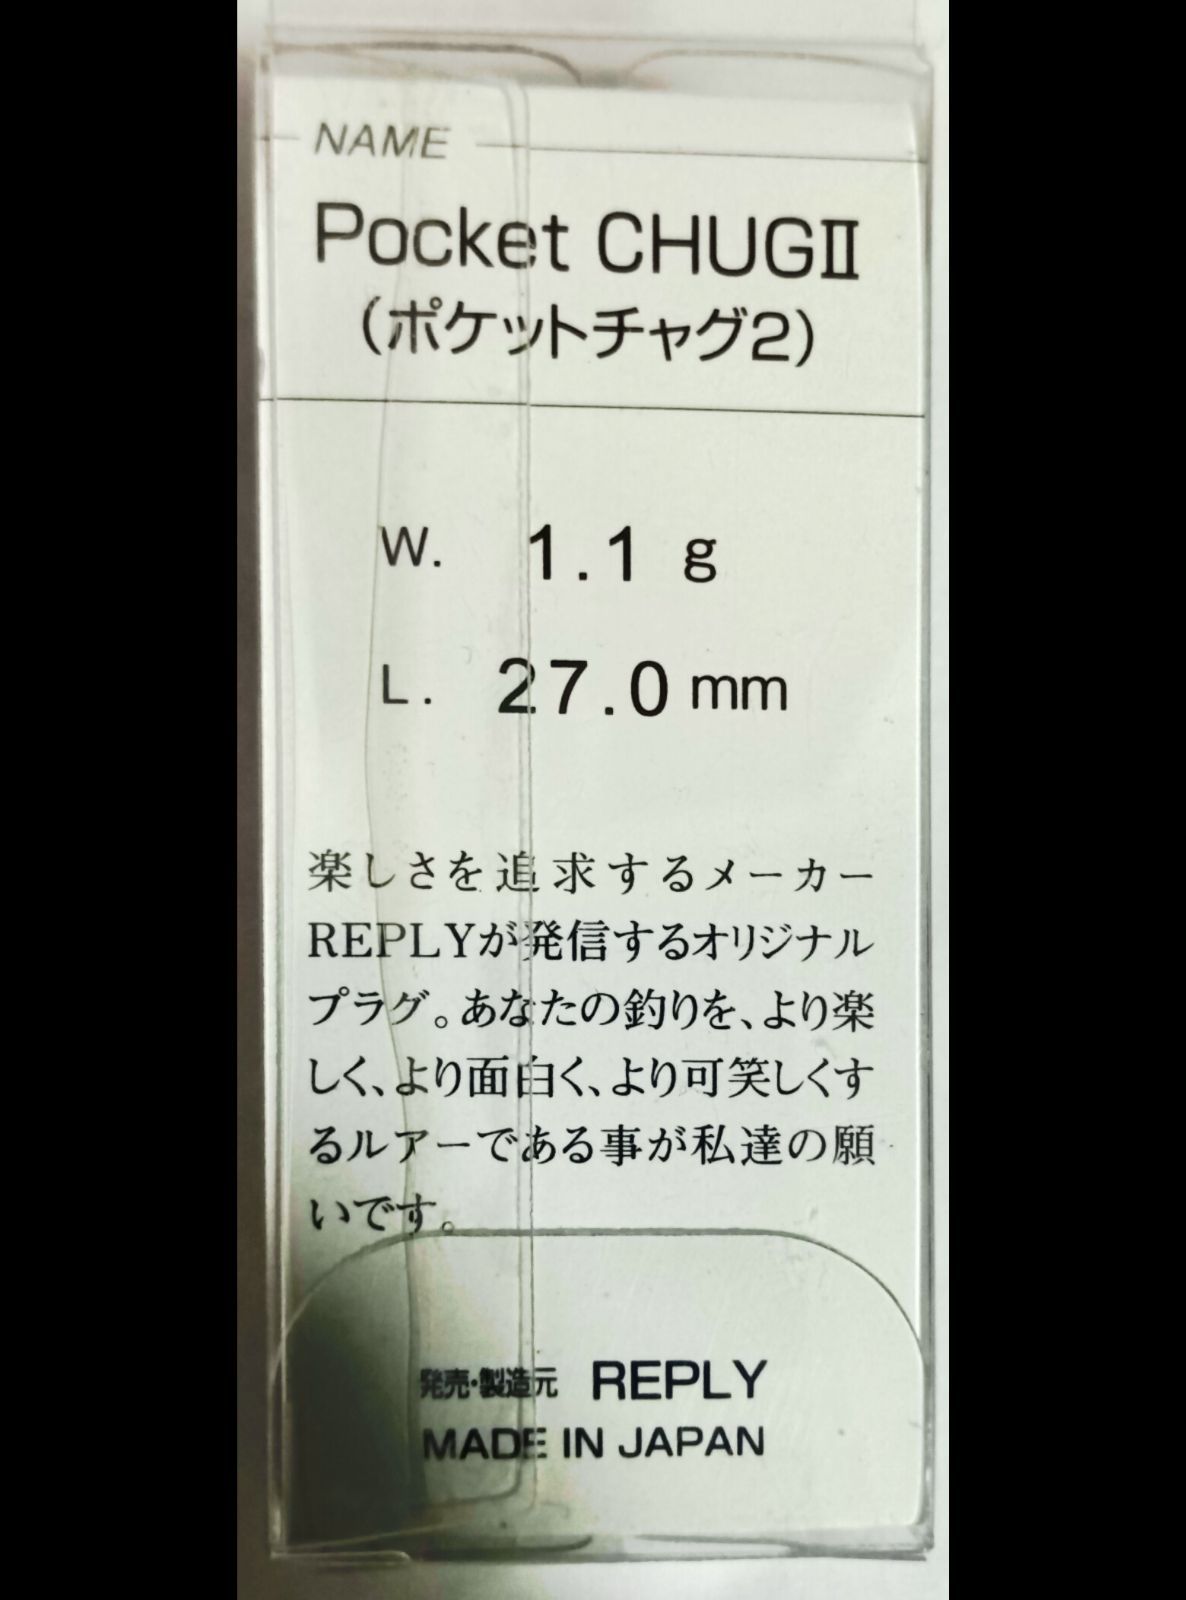 NAME
Pocket CHUGⅡ
(ポケットチャグ2)
W. 1.1 g
L. 27.0 mm
楽しさを追求するメーカー
REPLYが発信するオリジナル
プラグ。あなたの釣りを、より楽
しく、より面白く、より可笑しくす
るルアーである事が私達の願
いです。
発売・製造元 REPLY
MADE IN JAPAN